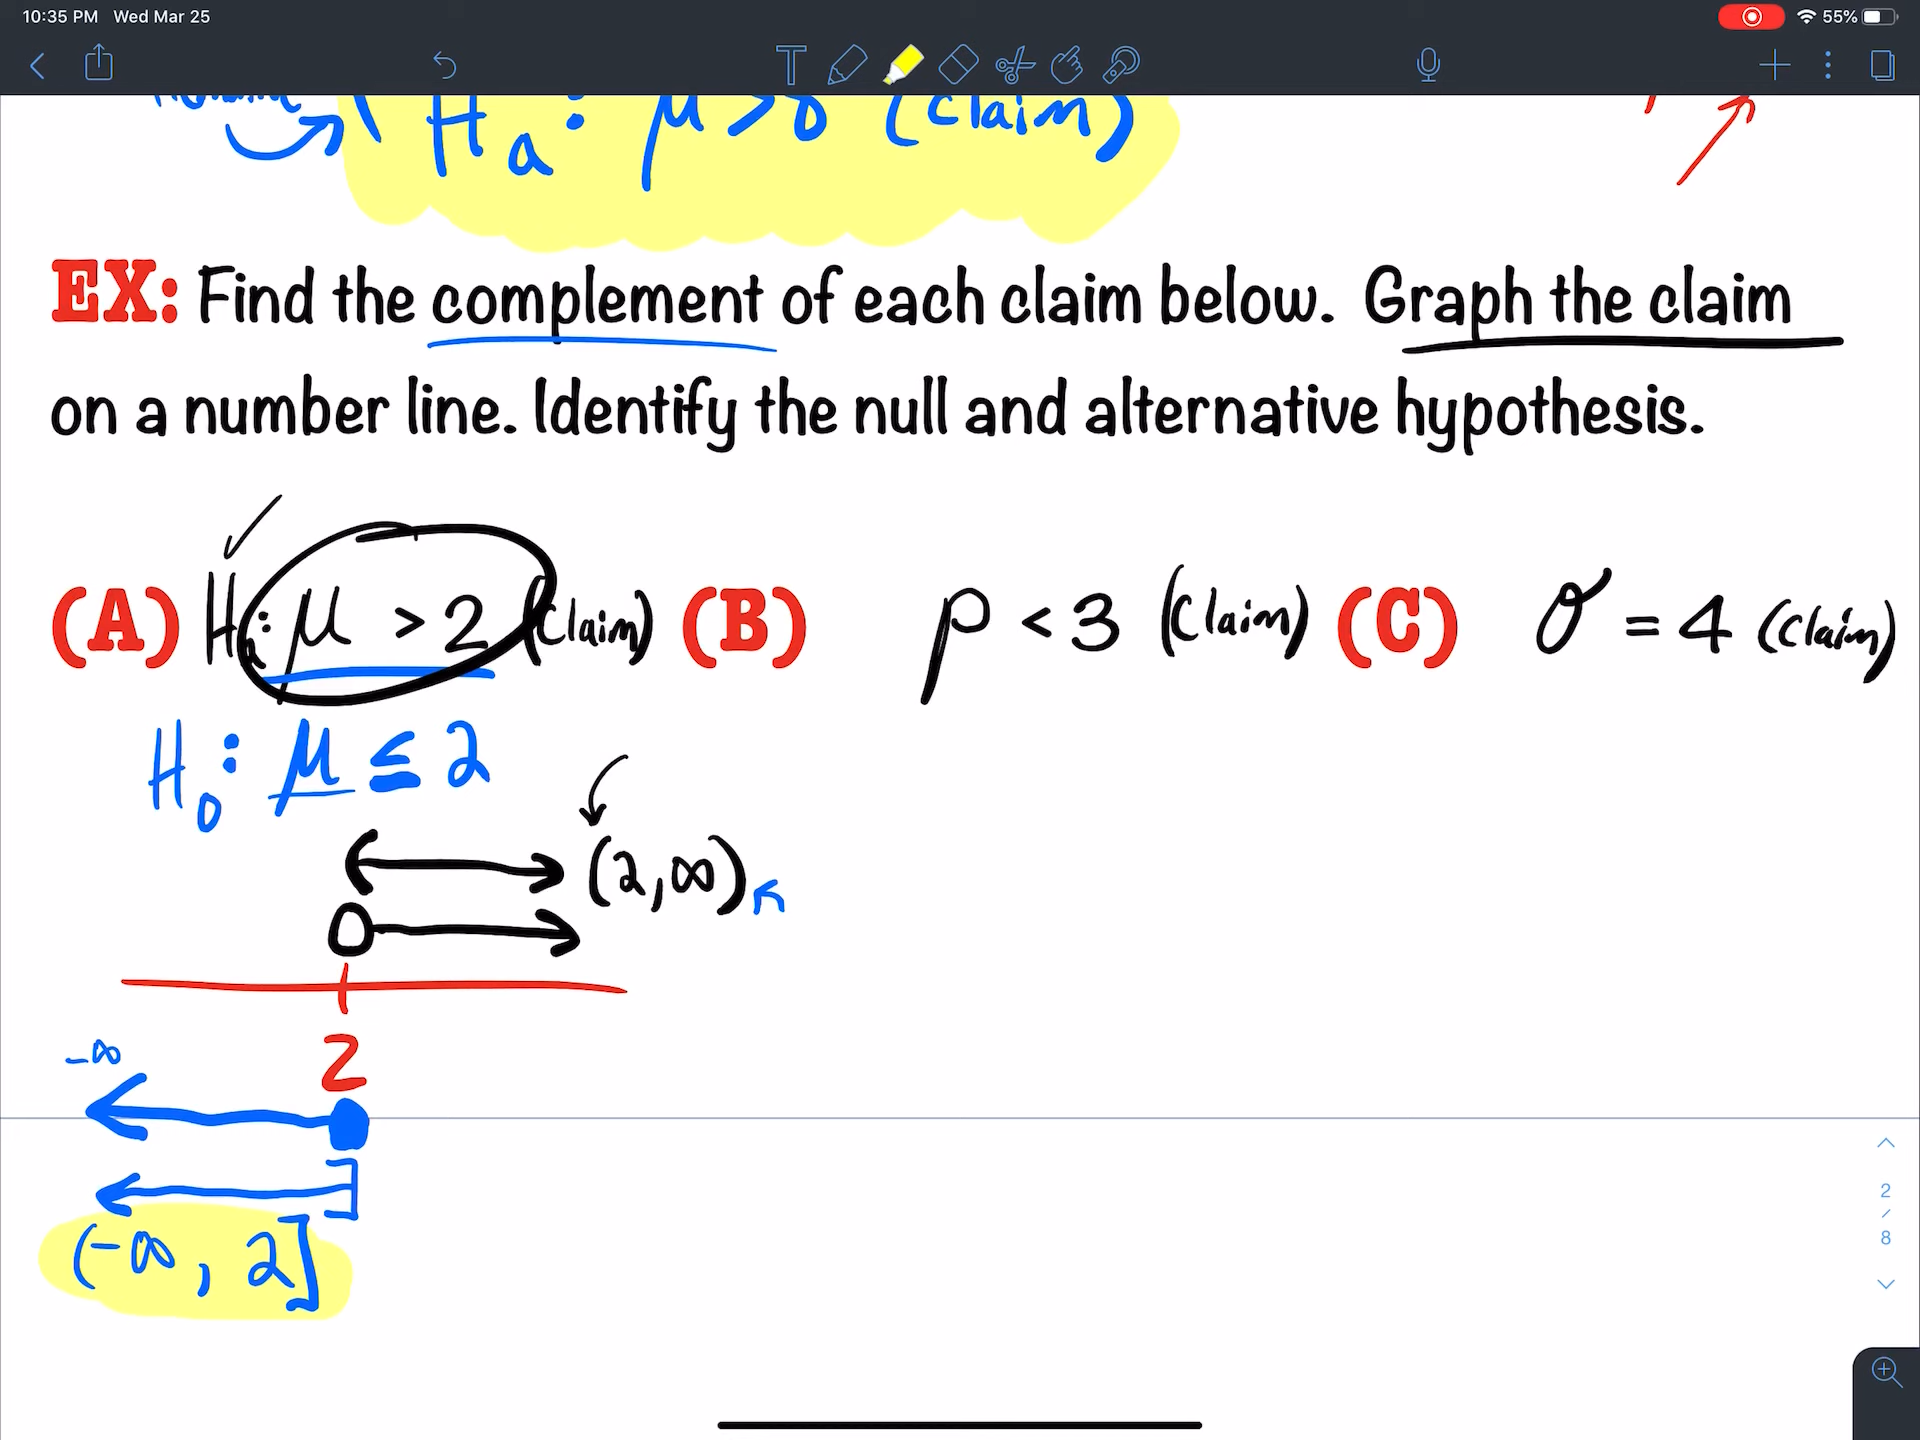 10:35 PM Wed Mar 25 55%
Ha: μ > 0 (Claim)
EX: Find the complement of each claim below. Graph the claim
on a number line. Identify the null and alternative hypothesis.
(A) Ha: μ > 2 (Claim) (B) p < 3 (Claim) (C) σ = 4 (Claim)
H0: μ ≤ 2
(2,∞)
2
-∞
(-∞, 2]
2
/
8